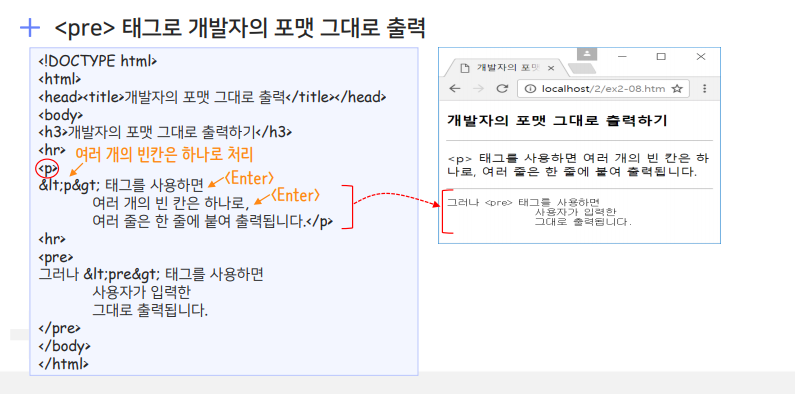 + <pre> 태그로 개발자의 포맷 그대로 출력
<!DOCTYPE html>
<html>
<head><title>개발자의 포맷 그대로 출력</title></head>
<body>
<h3>개발자의 포맷 그대로 출력하기</h3>
<hr>
여러 개의 빈칸은 하나로 처리
<p>
&lt;p&gt; 태그를 사용하면
<Enter>
여러 개의 빈 칸은 하나로,
<Enter>
여러 줄은 한 줄에 붙여 출력됩니다.</p>
<hr>
<pre>
그러나 &lt;pre&gt; 태그를 사용하면
사용자가 입력한
그대로 출력됩니다.
</pre>
</body>
</html>
개발자의 포맷
localhost/2/ex2-08.htm
개발자의 포맷 그대로 출력하기
<p> 태그를 사용하면 여러 개의 빈 칸은 하
나로, 여러 줄은 한 줄에 붙여 출력됩니다.
그러나 <pre> 태그를 사용하면
사용자가 입력한
그대로 출력됩니다.